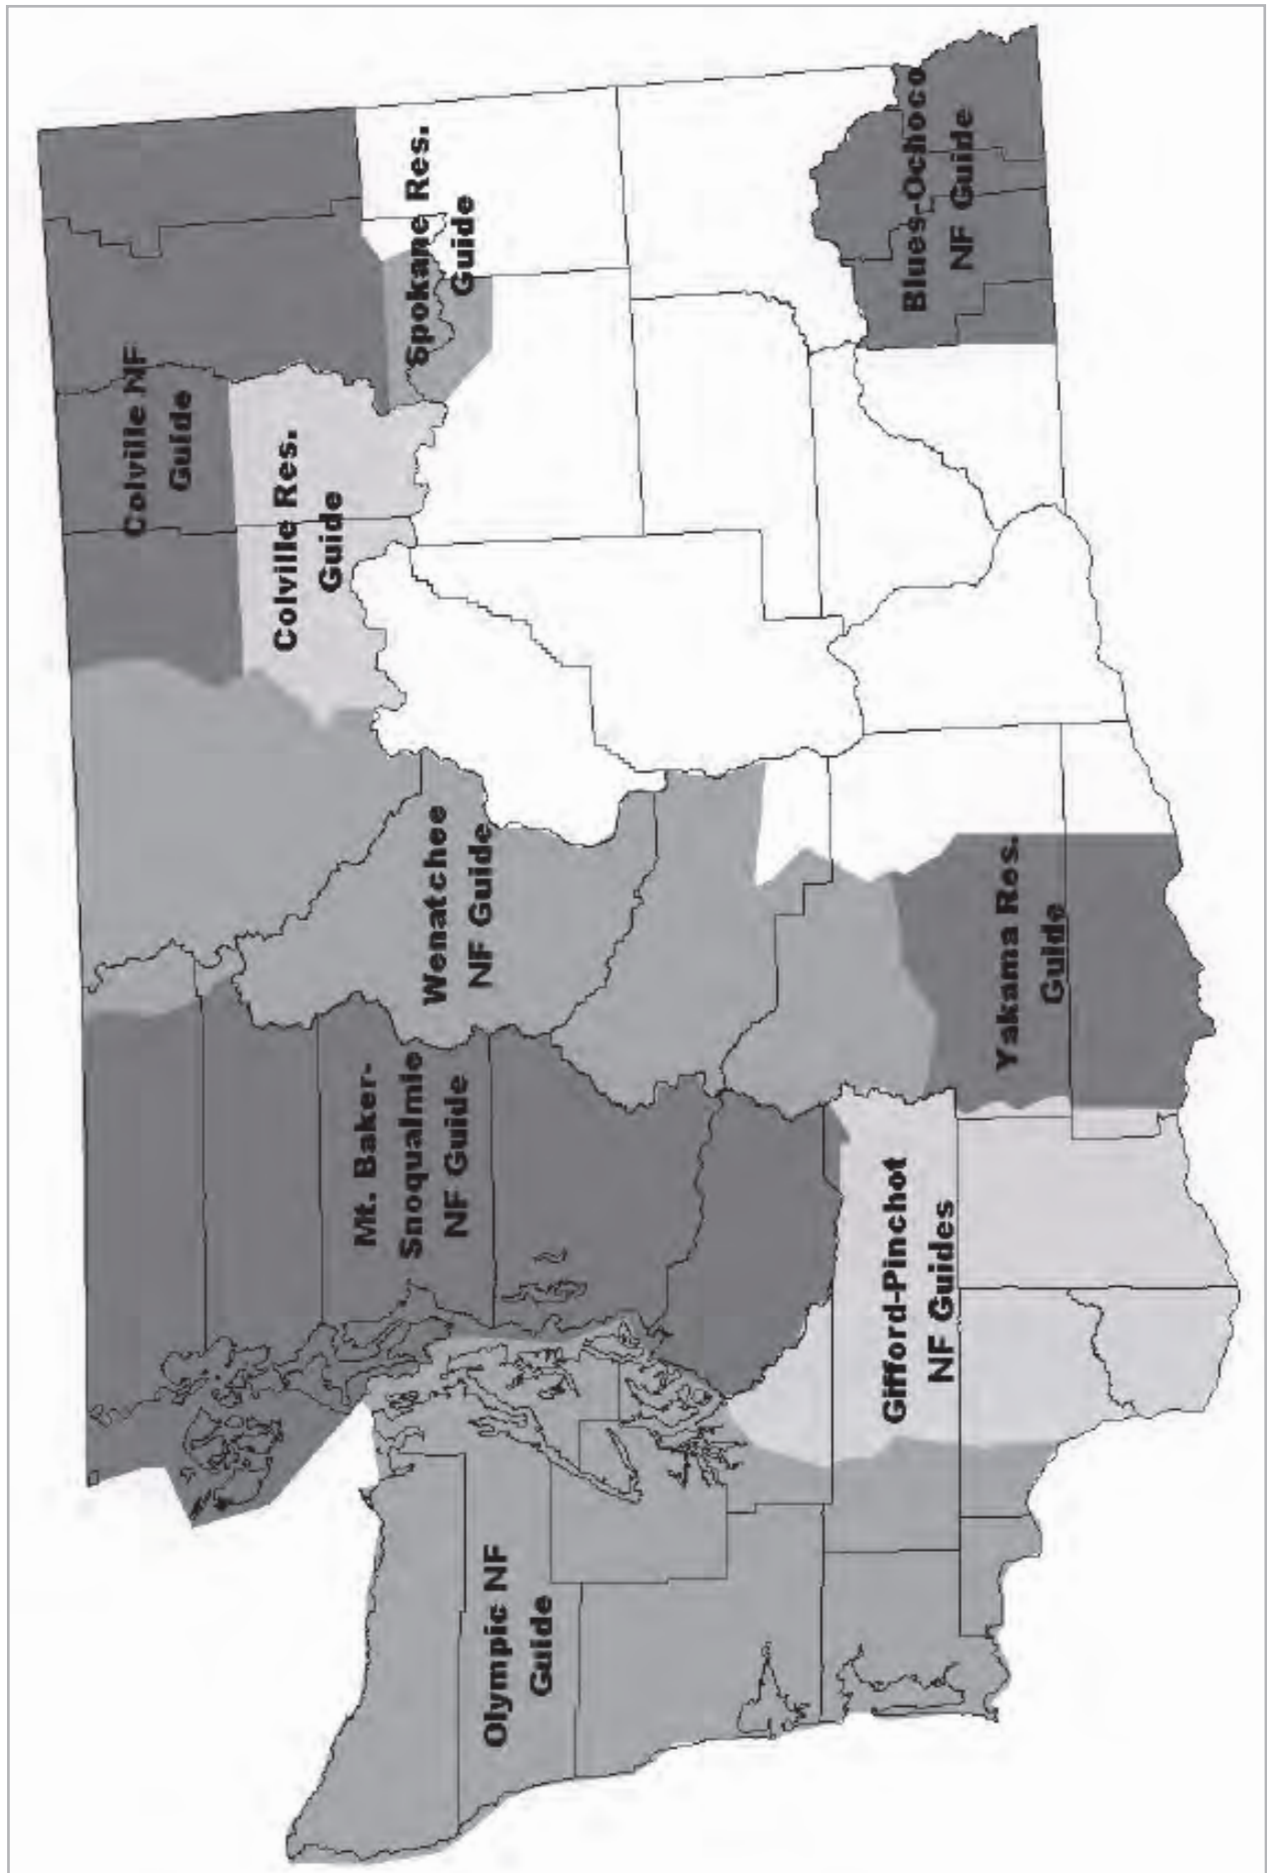 Olympic NF
Guide
Mt. Baker-
Snoqualmie
NF Guide
Gifford-Pinchot
NF Guides
Wenatchee
NF Guide
Yakama Res.
Guide
Colville NF
Guide
Colville Res.
Guide
Spokane Res.
Guide
Blues-Ochoco
NF Guide